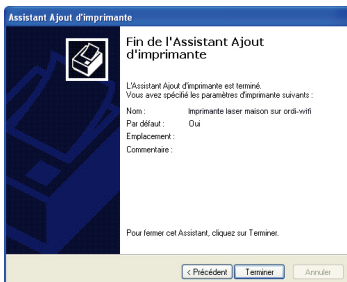 Assistant Ajout d'imprimante
Fin de l'Assistant Ajout
d'imprimante
L'Assistant Ajout d'imprimante est terminé.
Vous avez spécifié les paramètres d'imprimante suivants :
Nom : Imprimante laser maison sur ordi-wifi
Par défaut : Oui
Emplacement :
Commentaire :
Pour fermer cet Assistant, cliquez sur Terminer.
< Précédent Terminer Annuler